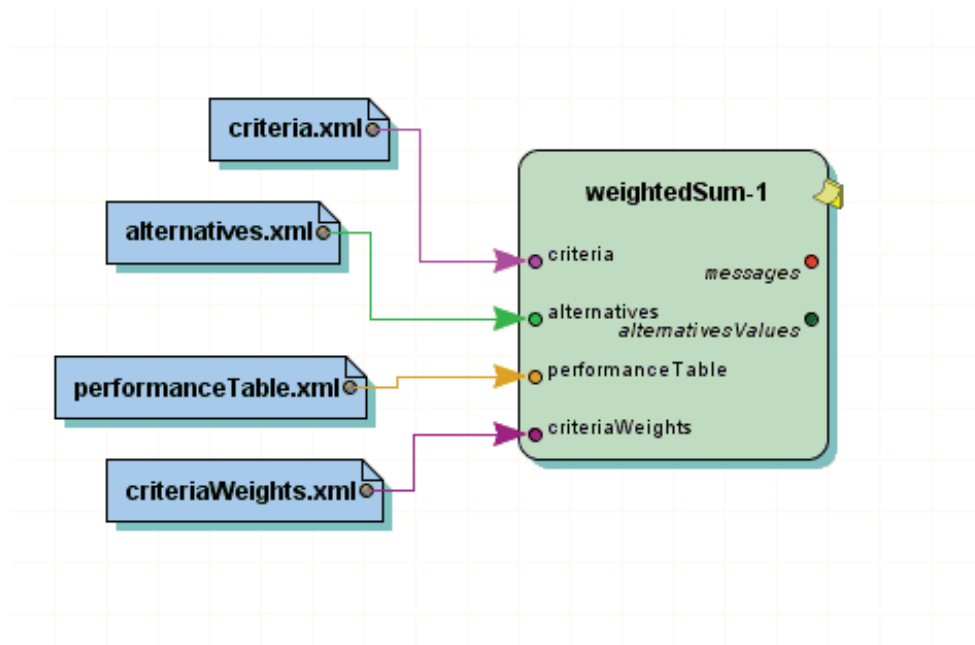 criteria.xml
weightedSum-1
alternatives.xml
criteria
messages
alternatives
alternativesValues
performanceTable.xml
performanceTable
criteriaWeights
criteriaWeights.xml